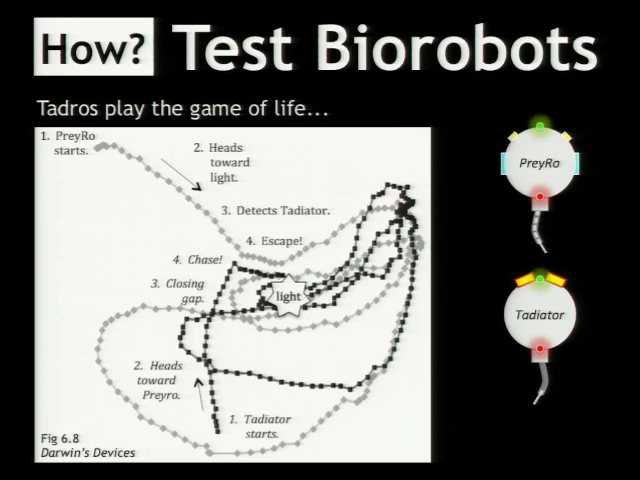 How? Test Biorobots
Tadros play the game of life...
1. PreyRo
starts.
2. Heads
toward
light.
3. Detects Tadiator.
4. Escape!
4. Chase!
3. Closing
gap.
light
2. Heads
toward
Preyro.
1. Tadiator
starts.
Fig 6.8
Darwin's Devices
PreyRo
Tadiator